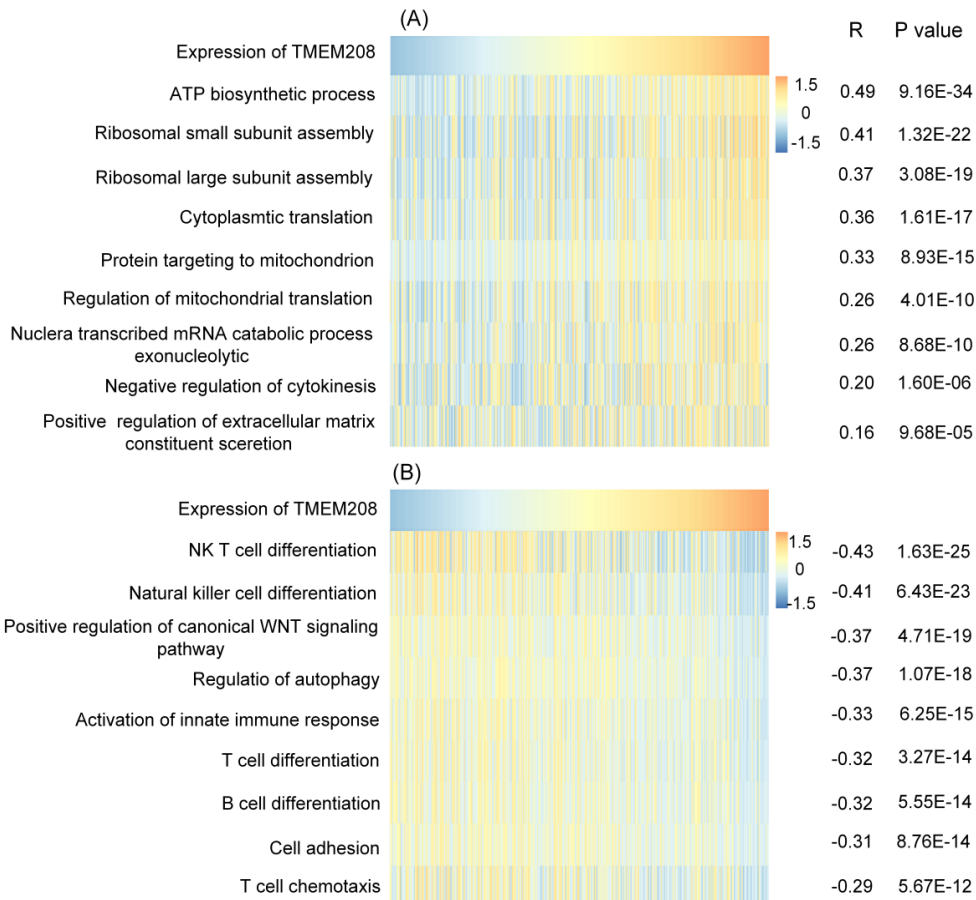 (A)
R P value
Expression of TMEM208
1.5
0
-1.5
ATP biosynthetic process 0.49 9.16E-34
Ribosomal small subunit assembly 0.41 1.32E-22
Ribosomal large subunit assembly 0.37 3.08E-19
Cytoplasmtic translation 0.36 1.61E-17
Protein targeting to mitochondrion 0.33 8.93E-15
Regulation of mitochondrial translation 0.26 4.01E-10
Nuclera transcribed mRNA catabolic process
exonucleolytic 0.26 8.68E-10
Negative regulation of cytokinesis 0.20 1.60E-06
Positive regulation of extracellular matrix
constituent sceretion 0.16 9.68E-05
(B)
Expression of TMEM208
1.5
0
-1.5
NK T cell differentiation -0.43 1.63E-25
Natural killer cell differentiation -0.41 6.43E-23
Positive regulation of canonical WNT signaling
pathway -0.37 4.71E-19
Regulatio of autophagy -0.37 1.07E-18
Activation of innate immune response -0.33 6.25E-15
T cell differentiation -0.32 3.27E-14
B cell differentiation -0.32 5.55E-14
Cell adhesion -0.31 8.76E-14
T cell chemotaxis -0.29 5.67E-12